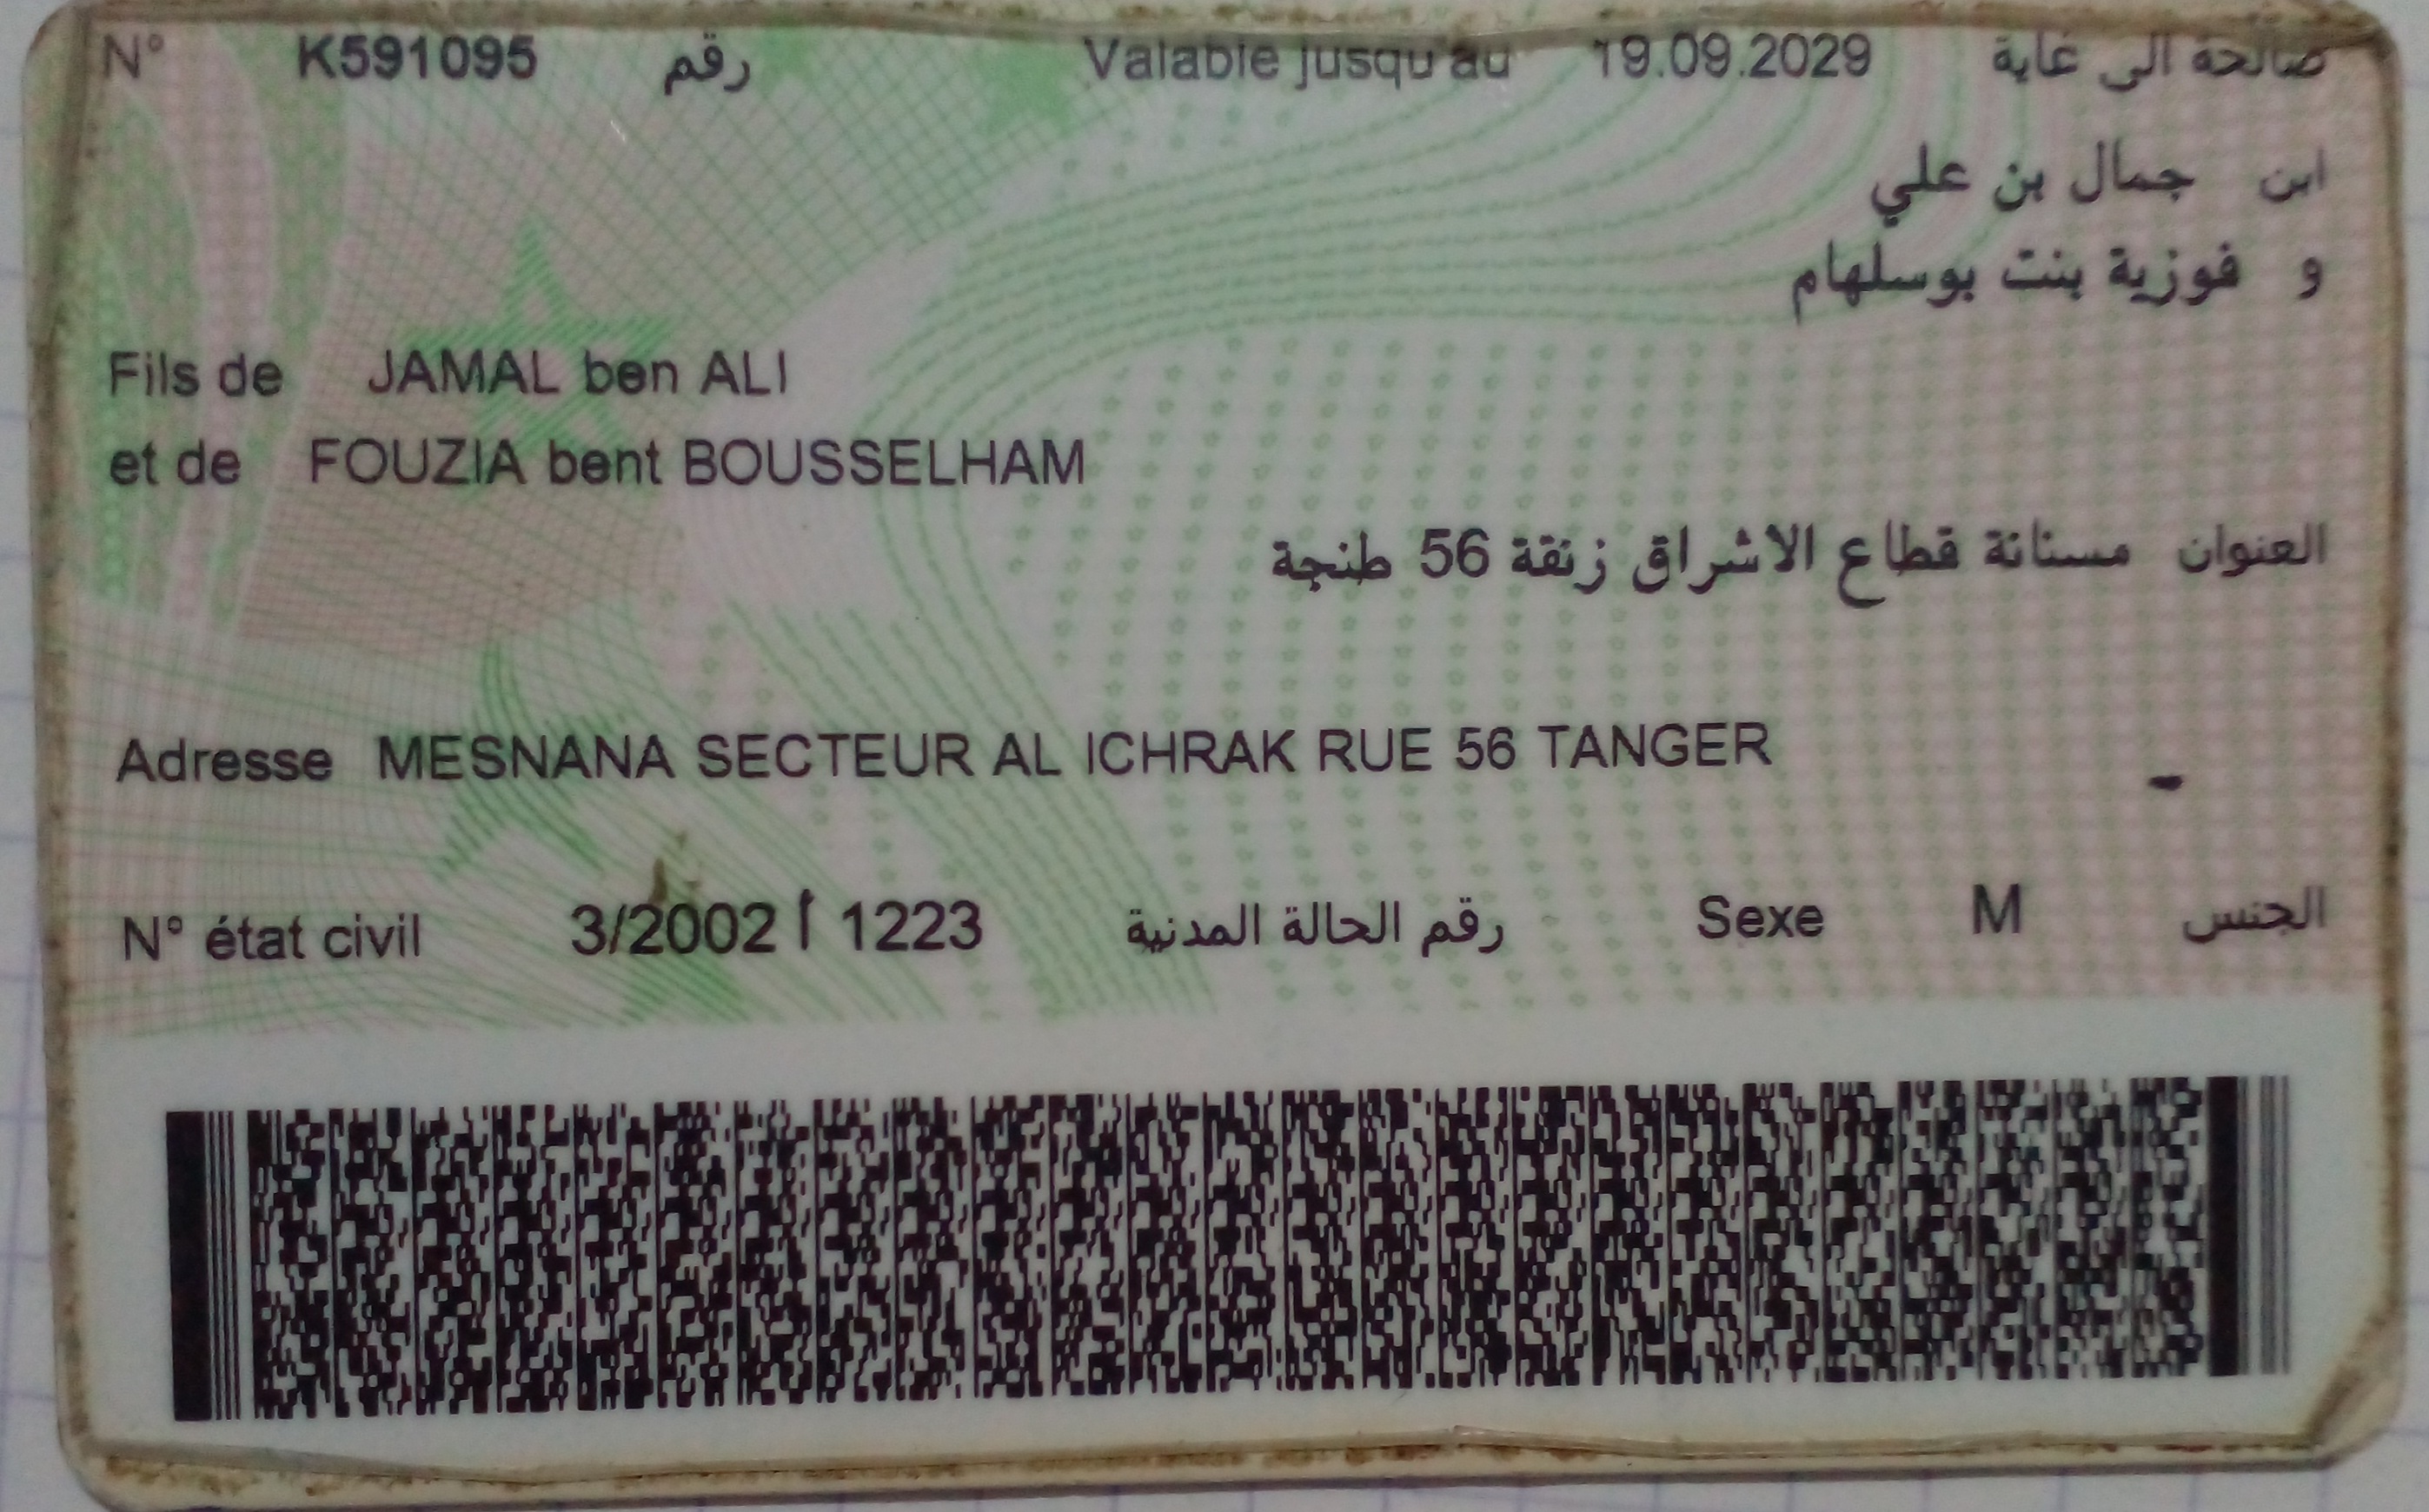 N° K591095 رقم Valable jusqu'au 19.09.2029 صالحة الى غاية
ابن جمال بن علي
و فوزية بنت بوسلهام
Fils de JAMAL ben ALI
et de FOUZIA bent BOUSSELHAM
العنوان مسنانة قطاع الاشراق زنقة 56 طنجة
Adresse MESNANA SECTEUR AL ICHRAK RUE 56 TANGER
N° état civil 3/2002 أ 1223 رقم الحالة المدنية Sexe M الجنس